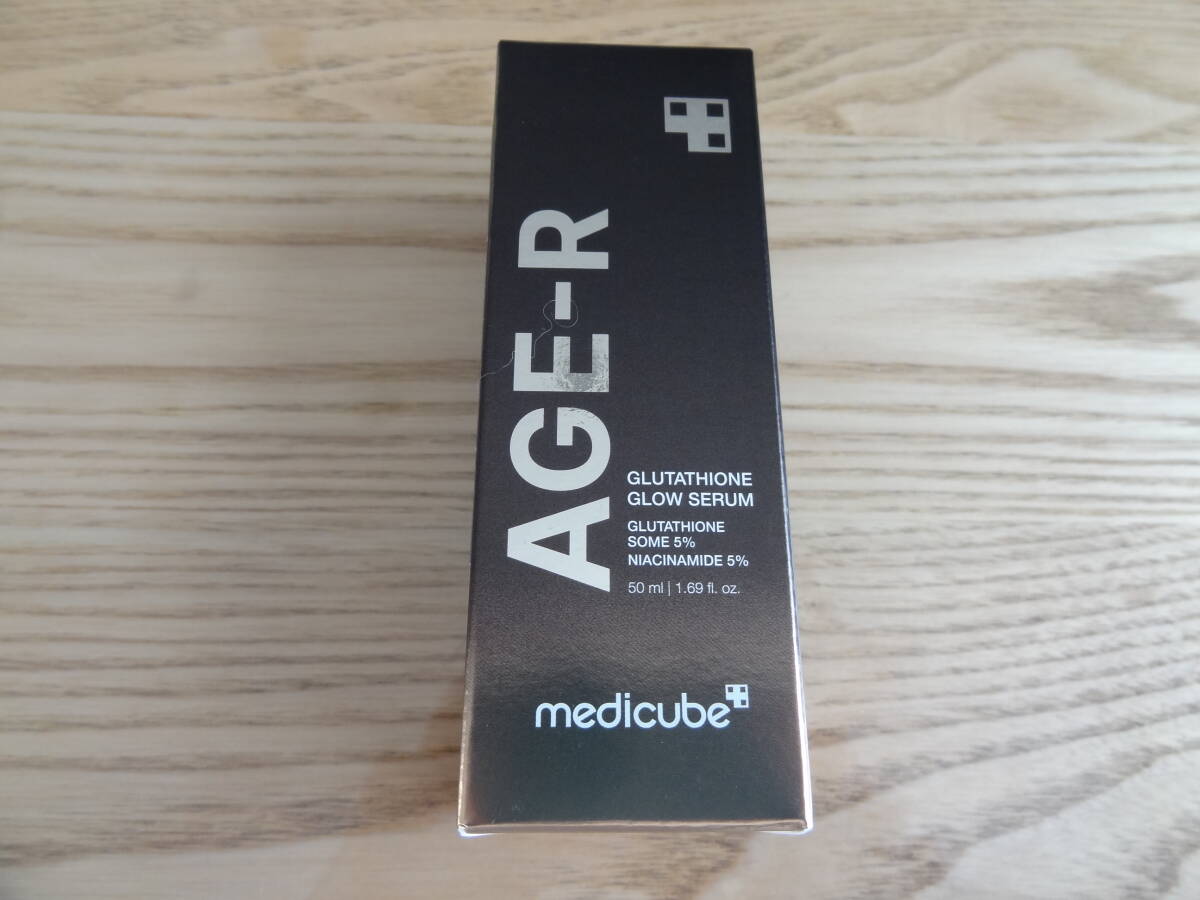 AGE-R
GLUTATHIONE
GLOW SERUM
GLUTATHIONE
SOME 5%
NIACINAMIDE 5%
50 ml | 1.69 fl. oz.
medicube